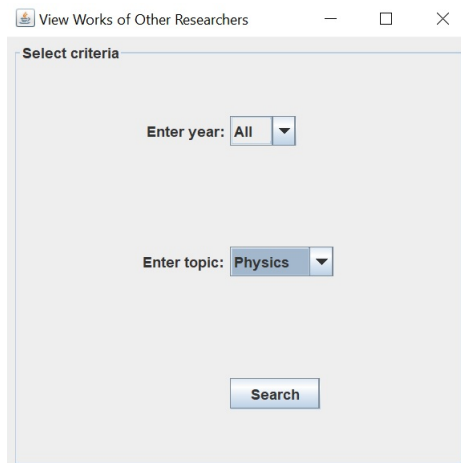 View Works of Other Researchers
Select criteria
Enter year: All
Enter topic: Physics
Search